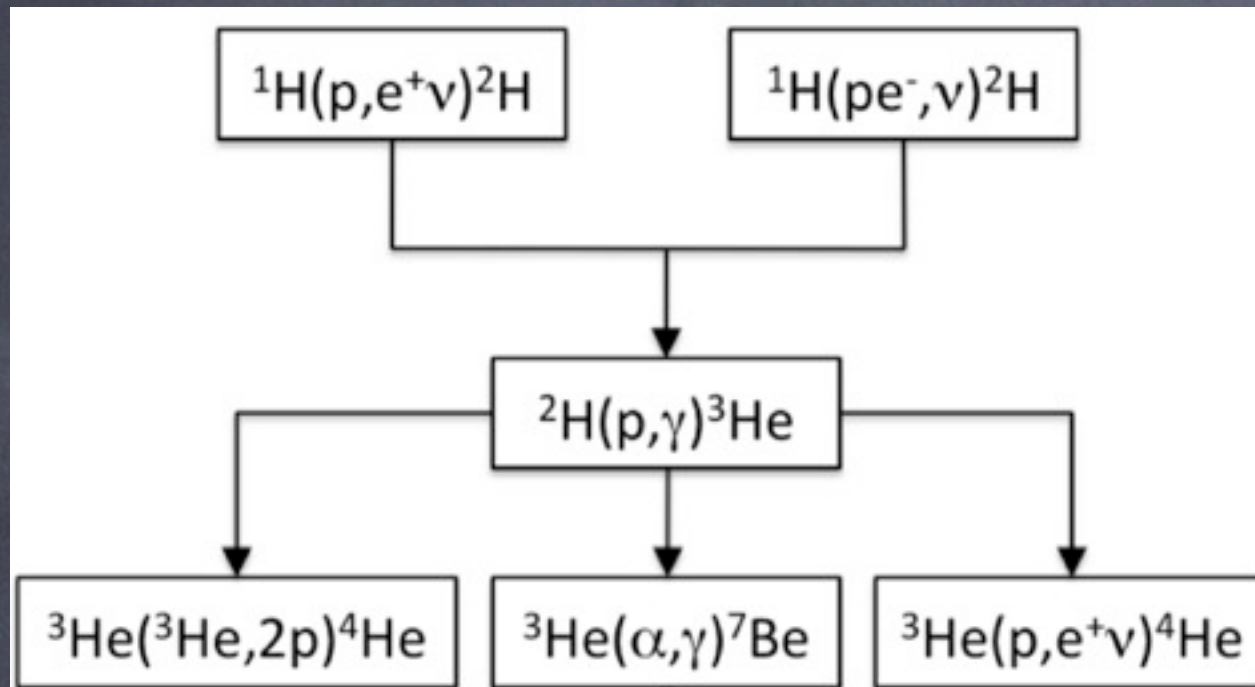 ¹H(p,e⁺ν)²H
¹H(pe⁻,ν)²H
²H(p,γ)³He
³He(³He,2p)⁴He
³He(α,γ)⁷Be
³He(p,e⁺ν)⁴He